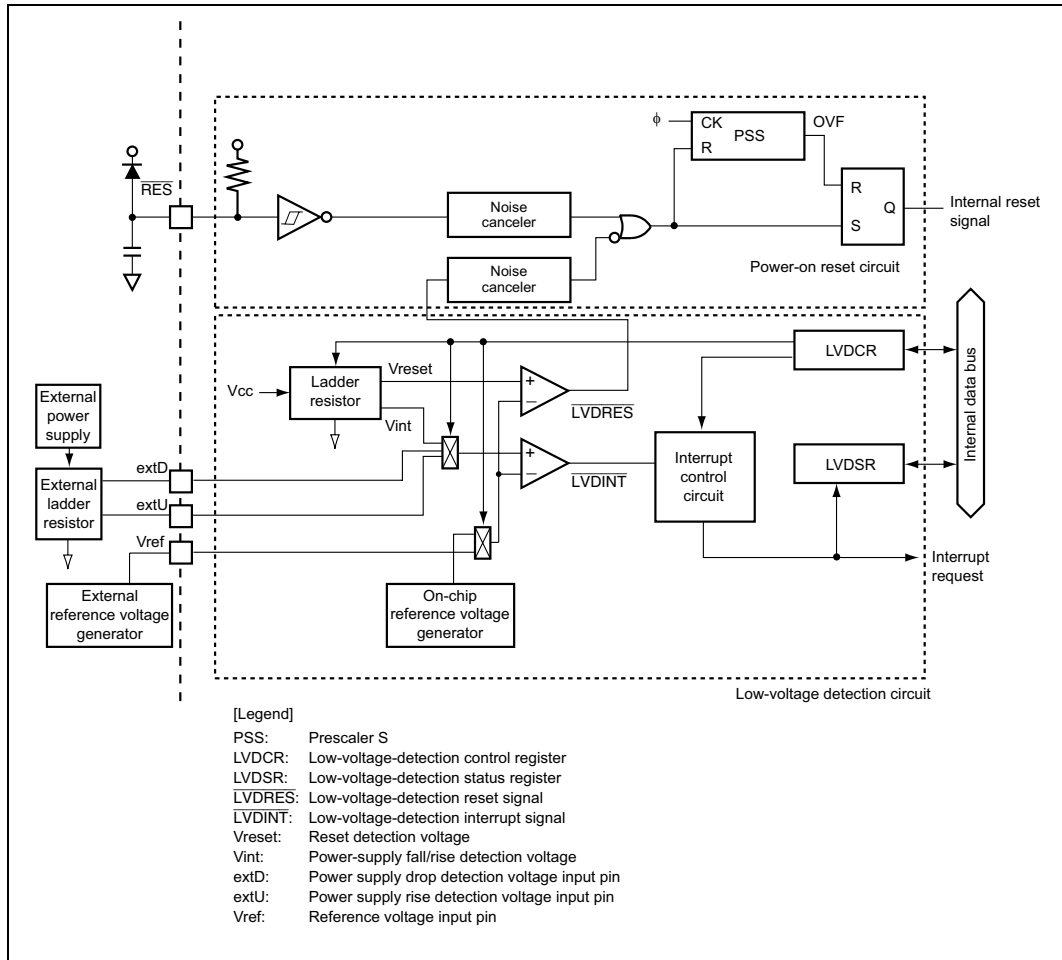 φ
CK
PSS
OVF
R
RES
Noise
canceler
R
Q
S
Internal reset
signal
Noise
canceler
Power-on reset circuit
LVDCR
Internal data bus
Vcc
Ladder
resistor
Vreset
+
−
LVDRES
Vint
External
power
supply
+
−
LVDINT
Interrupt
control
circuit
LVDSR
extD
External
ladder
resistor
extU
Vref
Interrupt
request
External
reference voltage
generator
On-chip
reference voltage
generator
Low-voltage detection circuit
[Legend]
PSS: Prescaler S
LVDCR: Low-voltage-detection control register
LVDSR: Low-voltage-detection status register
LVDRES: Low-voltage-detection reset signal
LVDINT: Low-voltage-detection interrupt signal
Vreset: Reset detection voltage
Vint: Power-supply fall/rise detection voltage
extD: Power supply drop detection voltage input pin
extU: Power supply rise detection voltage input pin
Vref: Reference voltage input pin